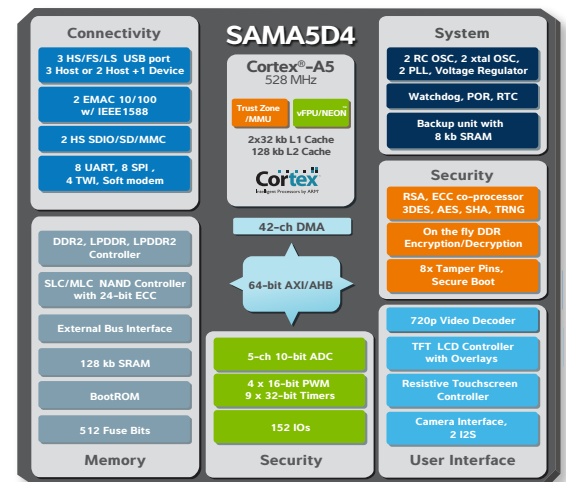 SAMA5D4
Connectivity
3 HS/FS/LS USB port
3 Host or 2 Host +1 Device
2 EMAC 10/100
w/ IEEE1588
2 HS SDIO/SD/MMC
8 UART, 8 SPI ,
4 TWI, Soft modem
Cortex®-A5
528 MHz
Trust Zone
/MMU
vFPU/NEON™
2x32 kb L1 Cache
128 kb L2 Cache
Cortex
Intelligent Processors by ARM®
42-ch DMA
64-bit AXI/AHB
System
2 RC OSC, 2 xtal OSC,
2 PLL, Voltage Regulator
Watchdog, POR, RTC
Backup unit with
8 kb SRAM
Security
RSA, ECC co-processor
3DES, AES, SHA, TRNG
On the fly DDR
Encryption/Decryption
8x Tamper Pins,
Secure Boot
DDR2, LPDDR, LPDDR2
Controller
SLC/MLC NAND Controller
with 24-bit ECC
External Bus Interface
128 kb SRAM
BootROM
512 Fuse Bits
Memory
5-ch 10-bit ADC
4 x 16-bit PWM
9 x 32-bit Timers
152 IOs
Security
720p Video Decoder
TFT LCD Controller
with Overlays
Resistive Touchscreen
Controller
Camera Interface,
2 I2S
User Interface